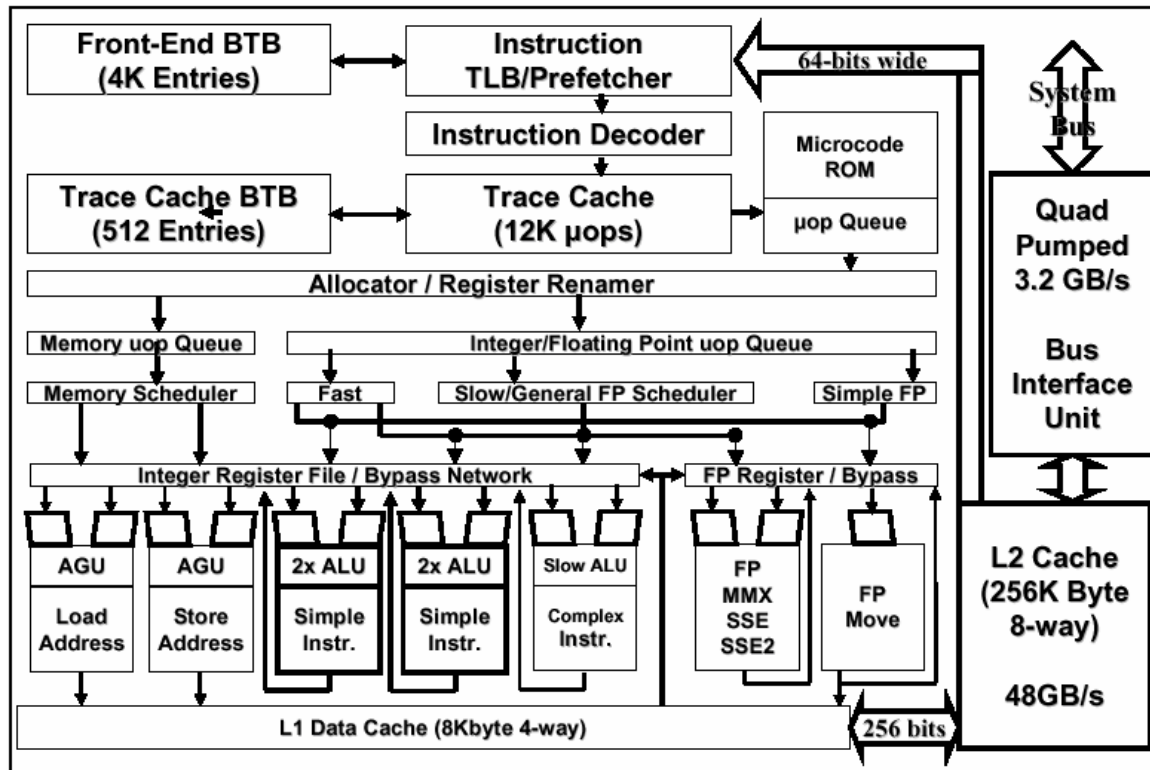 Front-End BTB
(4K Entries)
Instruction
TLB/Prefetcher
64-bits wide
System
Bus
Instruction Decoder
Microcode
ROM
Trace Cache BTB
(512 Entries)
Trace Cache
(12K µops)
µop Queue
Quad
Pumped
3.2 GB/s
Bus
Interface
Unit
Allocator / Register Renamer
Memory uop Queue
Integer/Floating Point uop Queue
Memory Scheduler
Fast
Slow/General FP Scheduler
Simple FP
Integer Register File / Bypass Network
FP Register / Bypass
AGU
Load
Address
AGU
Store
Address
2x ALU
Simple
Instr.
2x ALU
Simple
Instr.
Slow ALU
Complex
Instr.
FP
MMX
SSE
SSE2
FP
Move
L2 Cache
(256K Byte
8-way)
48GB/s
L1 Data Cache (8Kbyte 4-way)
256 bits